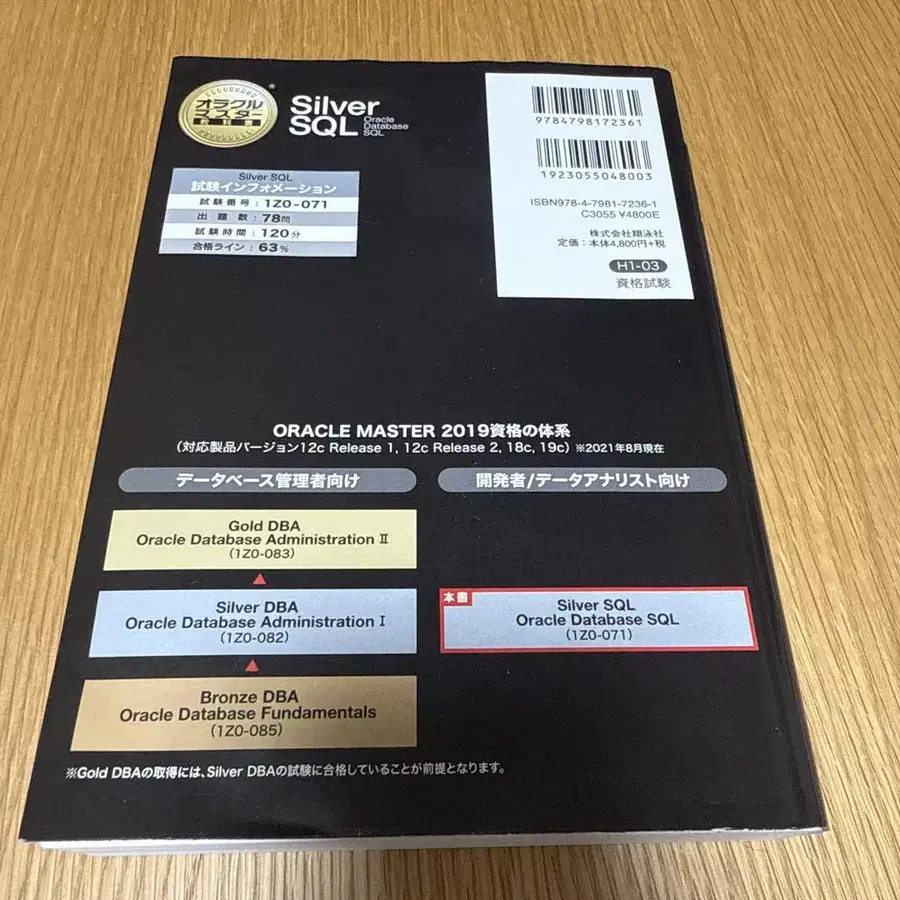 オラクル
マスター
教科書
Silver
SQL
Oracle
Database
SQL
Silver SQL
試験インフォメーション
試験番号：1Z0-071
出題数：78問
試験時間：120分
合格ライン：63%
9784798172361
1923055048003
ISBN978-4-7981-7236-1
C3055 ¥4800E
株式会社翔泳社
定価：本体4,800円+税
H1-03
資格試験
ORACLE MASTER 2019資格の体系
（対応製品バージョン12c Release 1, 12c Release 2, 18c, 19c）※2021年8月現在
データベース管理者向け
Gold DBA
Oracle Database Administration Ⅱ
（1Z0-083）
Silver DBA
Oracle Database Administration Ⅰ
（1Z0-082）
Bronze DBA
Oracle Database Fundamentals
（1Z0-085）
開発者/データアナリスト向け
本書
Silver SQL
Oracle Database SQL
（1Z0-071）
※Gold DBAの取得には、Silver DBAの試験に合格していることが前提となります。